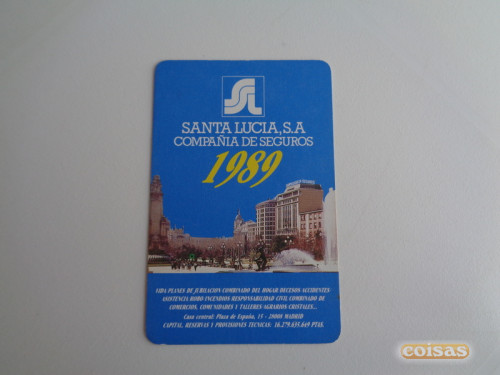 SL
SANTA LUCIA, S.A
COMPAÑIA DE SEGUROS
1989
VIDA PLANES DE JUBILACION COMBINADO DEL HOGAR DECESOS ACCIDENTES
ASISTENCIA ROBO INCENDIOS RESPONSABILIDAD CIVIL COMBINADO DE
COMERCIOS, COMUNIDADES Y TALLERES AGRARIOS CRISTALES...
Casa central: Plaza de España, 15 - 28008 MADRID
CAPITAL, RESERVAS Y PROVISIONES TECNICAS: 16.279.635.649 PTAS.
coisas